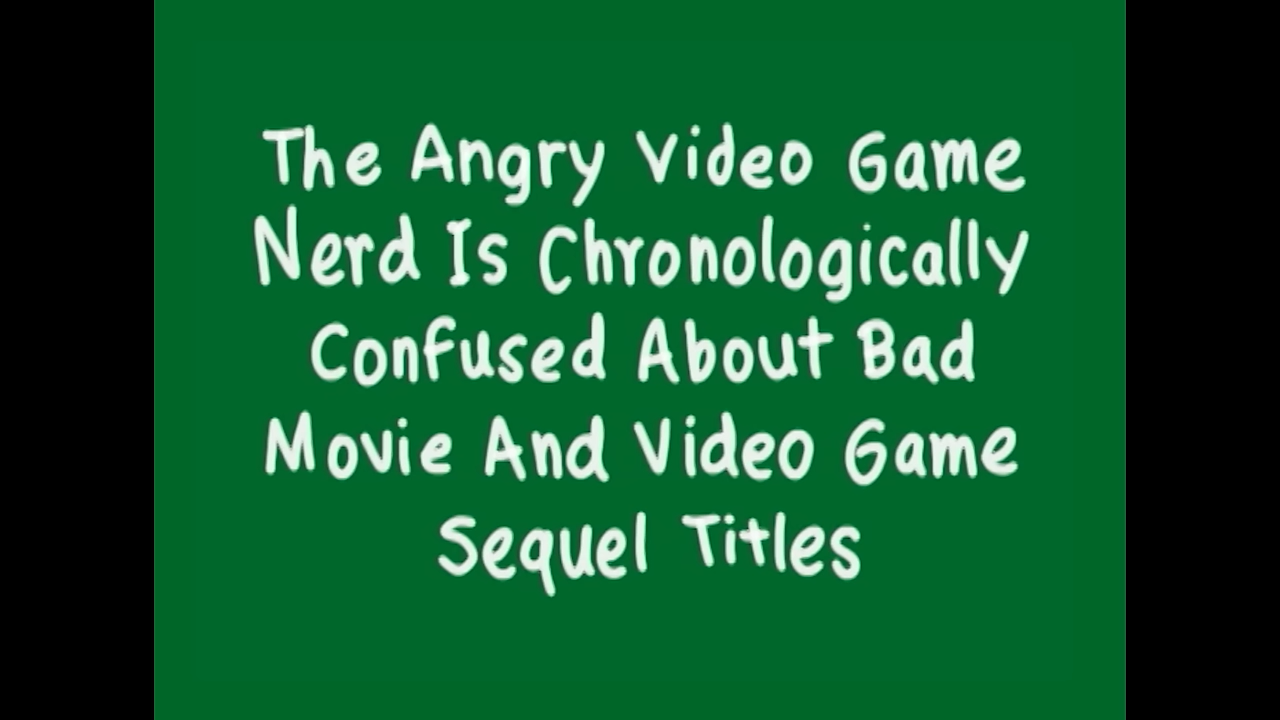 The Angry Video Game
Nerd Is Chronologically
Confused About Bad
Movie And Video Game
Sequel Titles